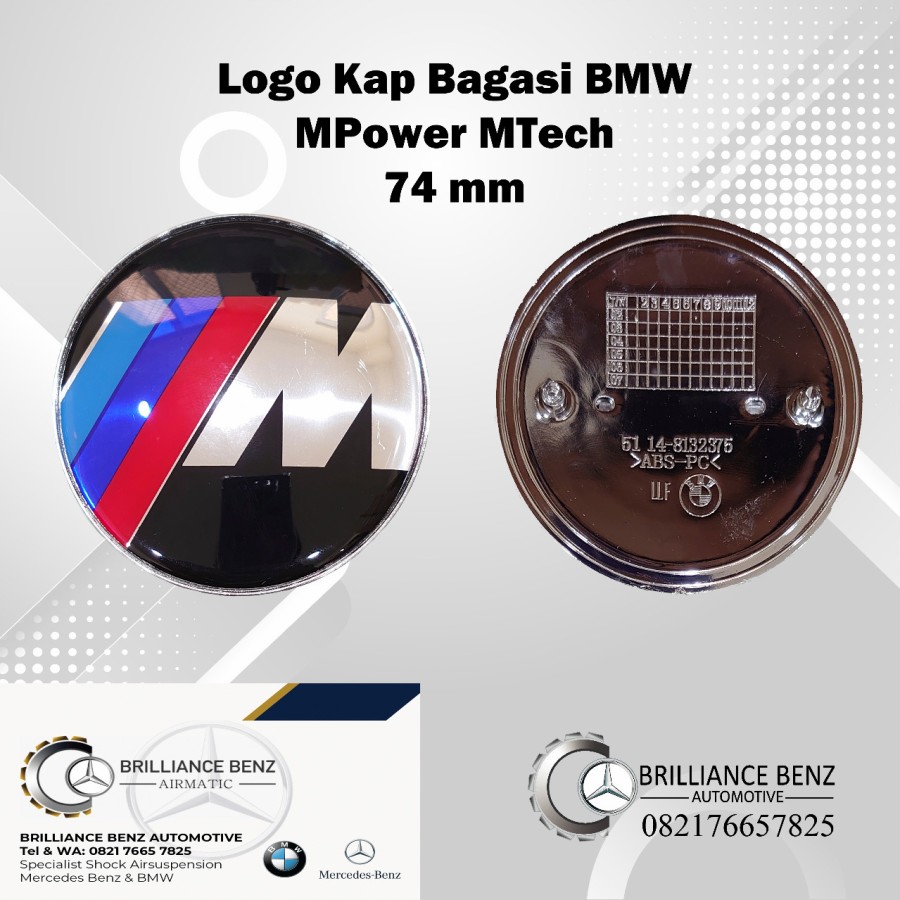 Logo Kap Bagasi BMW
MPower MTech
74 mm
M
51 14-8132375
>ABS-PC<
BMW
BRILLIANCE BENZ
AIRMATIC
BRILLIANCE BENZ AUTOMOTIVE
Tel & WA: 0821 7665 7825
Specialist Shock Airsuspension
Mercedes Benz & BMW
BMW
Mercedes-Benz
BRILLIANCE BENZ
AUTOMOTIVE
082176657825